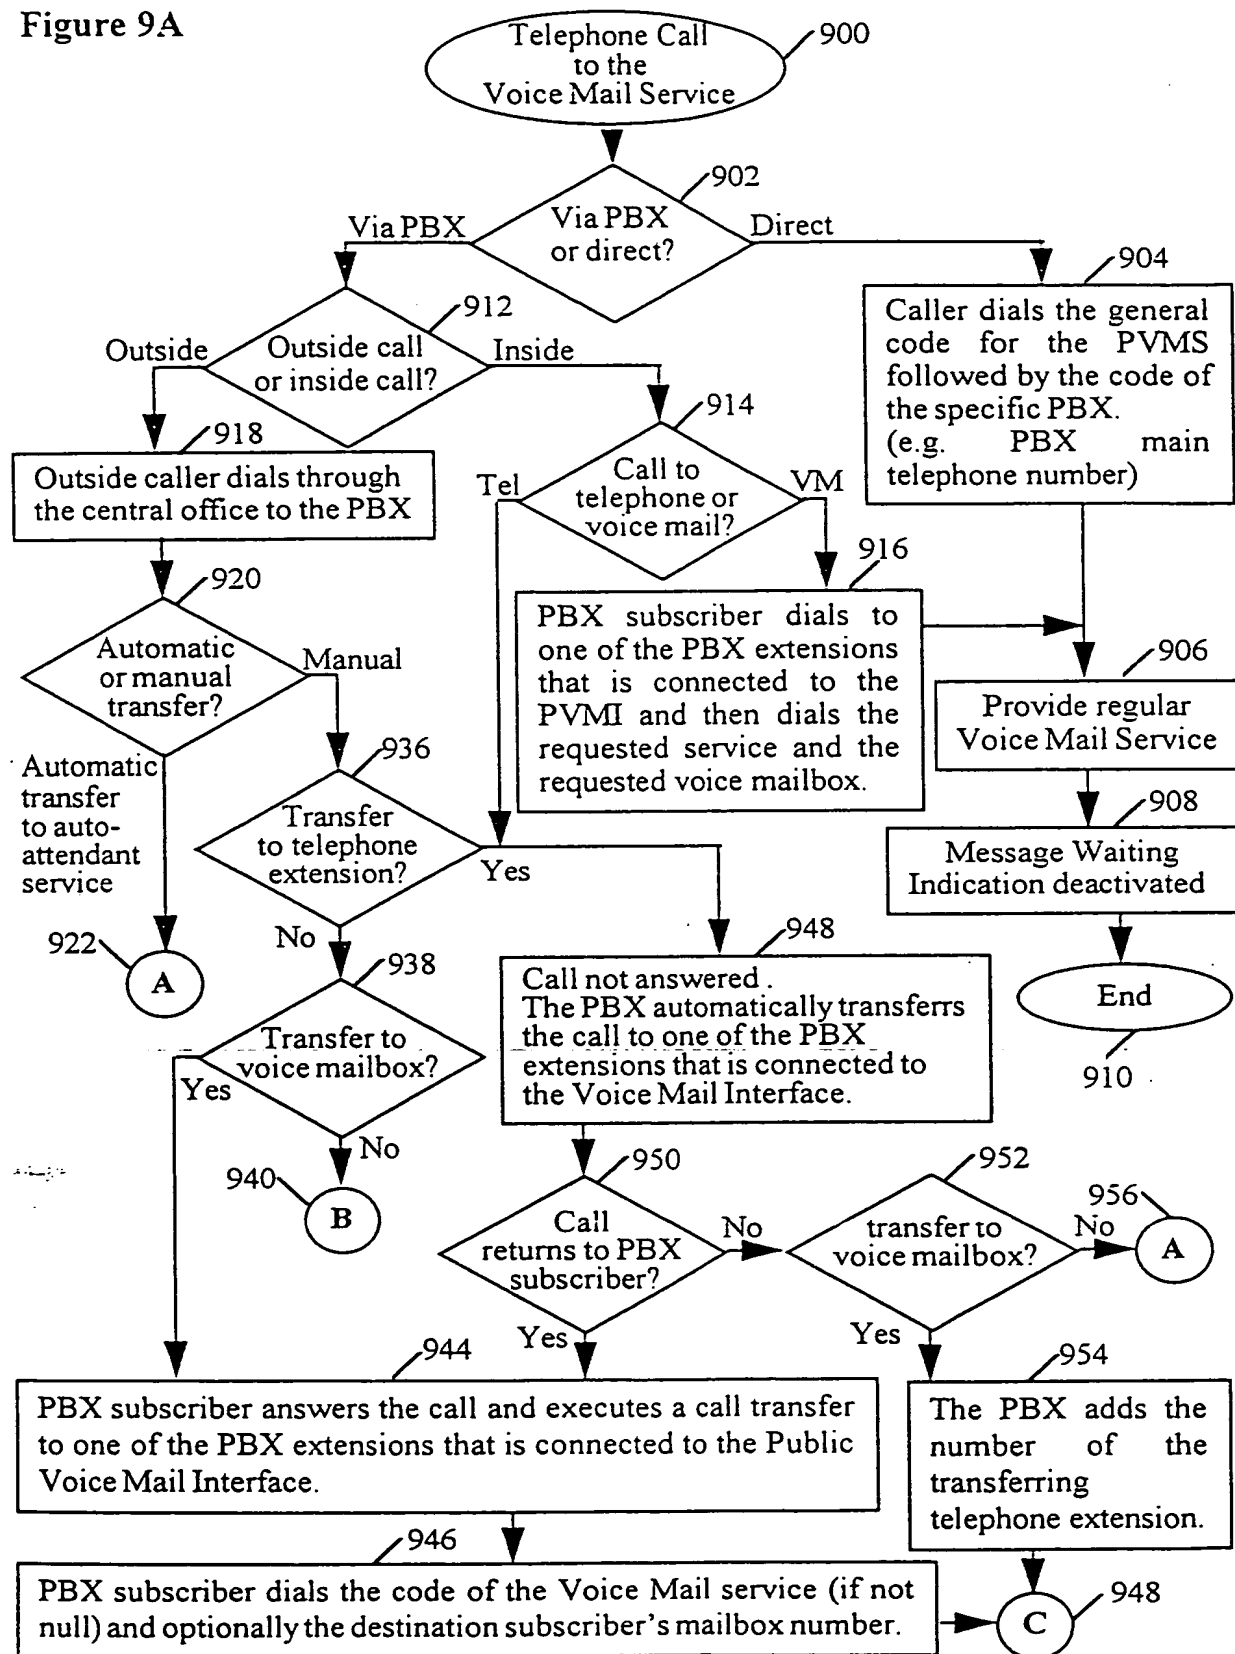 Figure 9A
Telephone Call
to the
Voice Mail Service
900
902
Via PBX
or direct?
Via PBX
Direct
904
Caller dials the general
code for the PVMS
followed by the code of
the specific PBX.
(e.g. PBX main
telephone number)
912
Outside call
or inside call?
Outside
Inside
914
Call to
telephone or
voice mail?
Tel
VM
918
Outside caller dials through
the central office to the PBX
916
PBX subscriber dials to
one of the PBX extensions
that is connected to the
PVMI and then dials the
requested service and the
requested voice mailbox.
920
Automatic
or manual
transfer?
Manual
Automatic
transfer
to auto-
attendant
service
906
Provide regular
Voice Mail Service
936
Transfer
to telephone
extension?
Yes
No
908
Message Waiting
Indication deactivated
922
A
938
Transfer to
voice mailbox?
Yes
No
948
Call not answered .
The PBX automatically transferrs
the call to one of the PBX
extensions that is connected to
the Voice Mail Interface.
End
910
940
B
950
Call
returns to PBX
subscriber?
No
Yes
952
transfer to
voice mailbox?
No
Yes
956
A
944
PBX subscriber answers the call and executes a call transfer
to one of the PBX extensions that is connected to the Public
Voice Mail Interface.
954
The PBX adds the
number of the
transferring
telephone extension.
946
PBX subscriber dials the code of the Voice Mail service (if not
null) and optionally the destination subscriber's mailbox number.
C
948